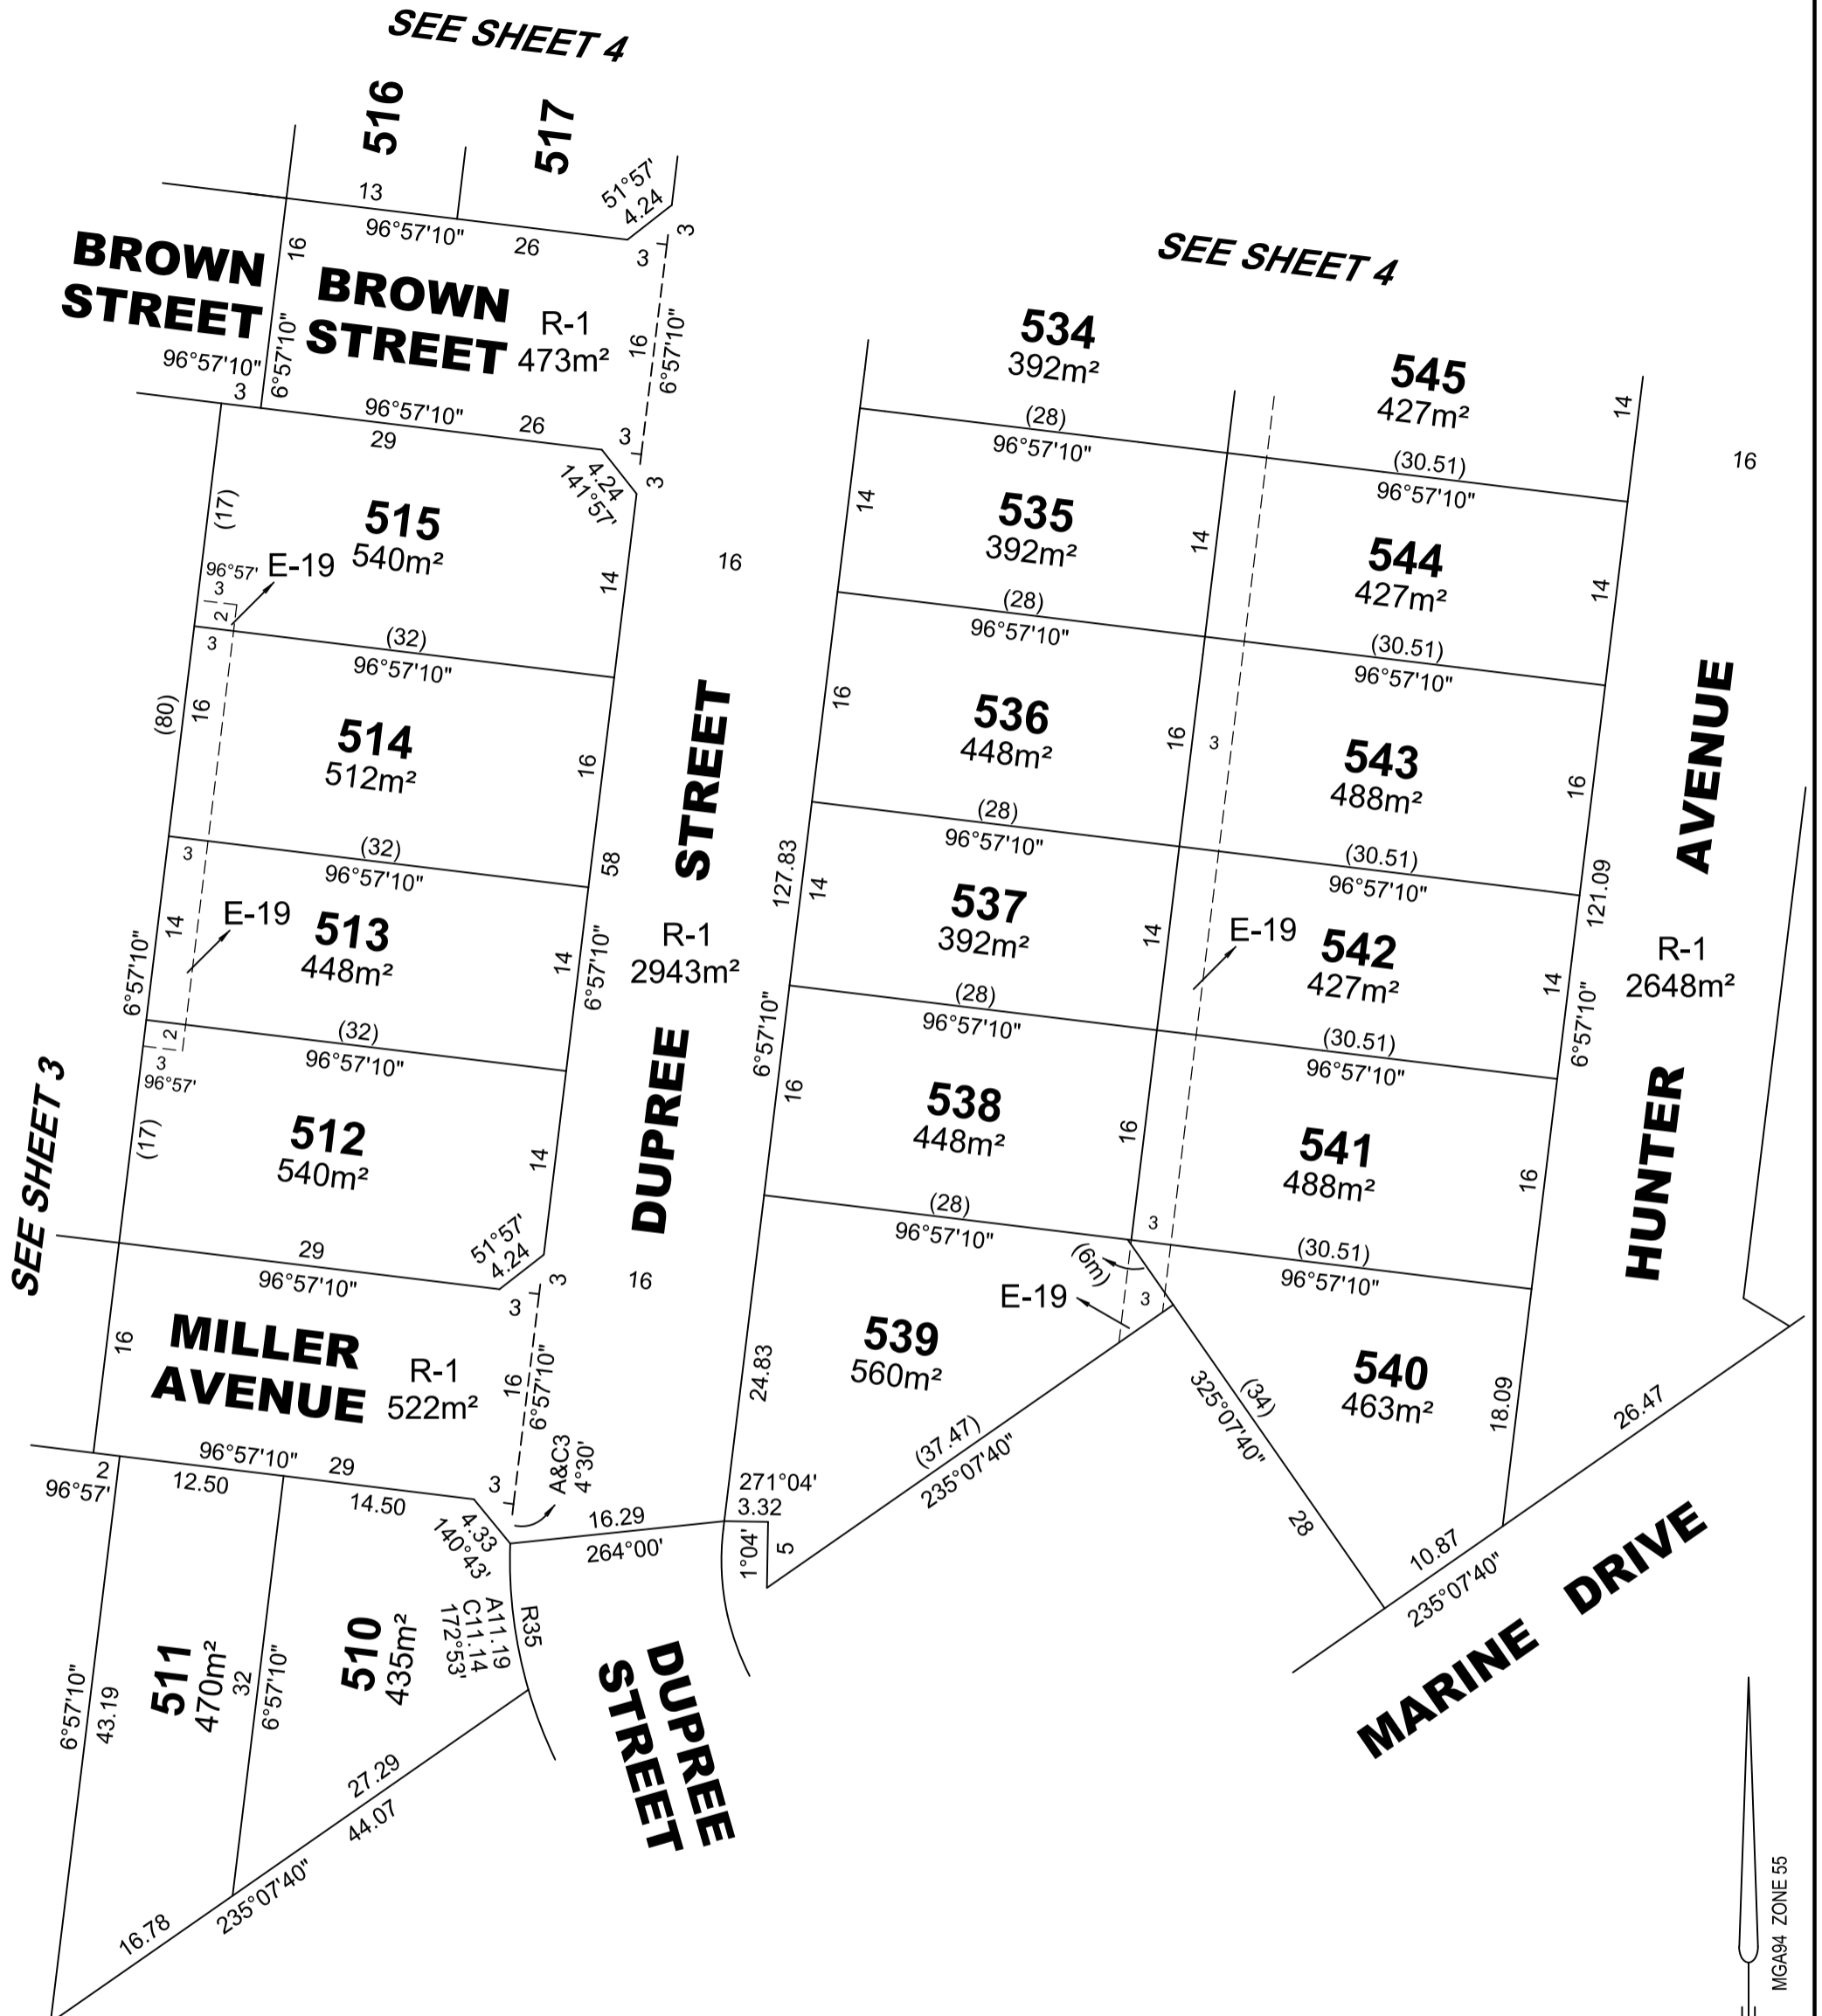 SEE SHEET 4
516
517
13
51°57'
4.24
96°57'10"
26
3
3
BROWN
STREET
16
BROWN
STREET
R-1
473m²
16
6°57'10"
6°57'10"
96°57'10"
3
96°57'10"
26
29
3
3
4.24
141°57'
SEE SHEET 4
534
392m²
545
427m²
14
16
(28)
96°57'10"
(30.51)
96°57'10"
(17)
515
540m²
14
E-19
96°57'
3
2
16
14
535
392m²
14
544
427m²
14
(32)
96°57'10"
3
(28)
96°57'10"
(30.51)
96°57'10"
(80)
16
514
512m²
16
STREET
16
536
448m²
16
3
543
488m²
16
AVENUE
(32)
96°57'10"
3
58
(28)
96°57'10"
(30.51)
96°57'10"
127.83
121.09
14
E-19
513
448m²
14
6°57'10"
6°57'10"
R-1
2943m²
14
537
392m²
14
E-19
542
427m²
14
R-1
2648m²
6°57'10"
(32)
96°57'10"
2
3
96°57'
(28)
96°57'10"
6°57'10"
(30.51)
96°57'10"
SEE SHEET 3
(17)
512
540m²
14
DUPREE
16
538
448m²
16
541
488m²
16
HUNTER
51°57'
4.24
29
96°57'10"
3
3
16
(28)
96°57'10"
3
(6m)
E-19
3
(30.51)
96°57'10"
16
MILLER
AVENUE
R-1
522m²
16
6°57'10"
24.83
539
560m²
(34)
325°07'40"
28
540
463m²
18.09
26.47
96°57'10"
2
96°57'
12.50
29
14.50
3
A&C3
4°30'
4.33
140°43'
16.29
264°00'
271°04'
3.32
1°04'
5
(37.47)
235°07'40"
10.87
235°07'40"
MARINE DRIVE
6°57'10"
43.19
511
470m²
32
6°57'10"
510
435m²
R35
A11.19
C11.14
172°53'
DUPREE
STREET
27.29
44.07
235°07'40"
16.78
MGA94 ZONE 55